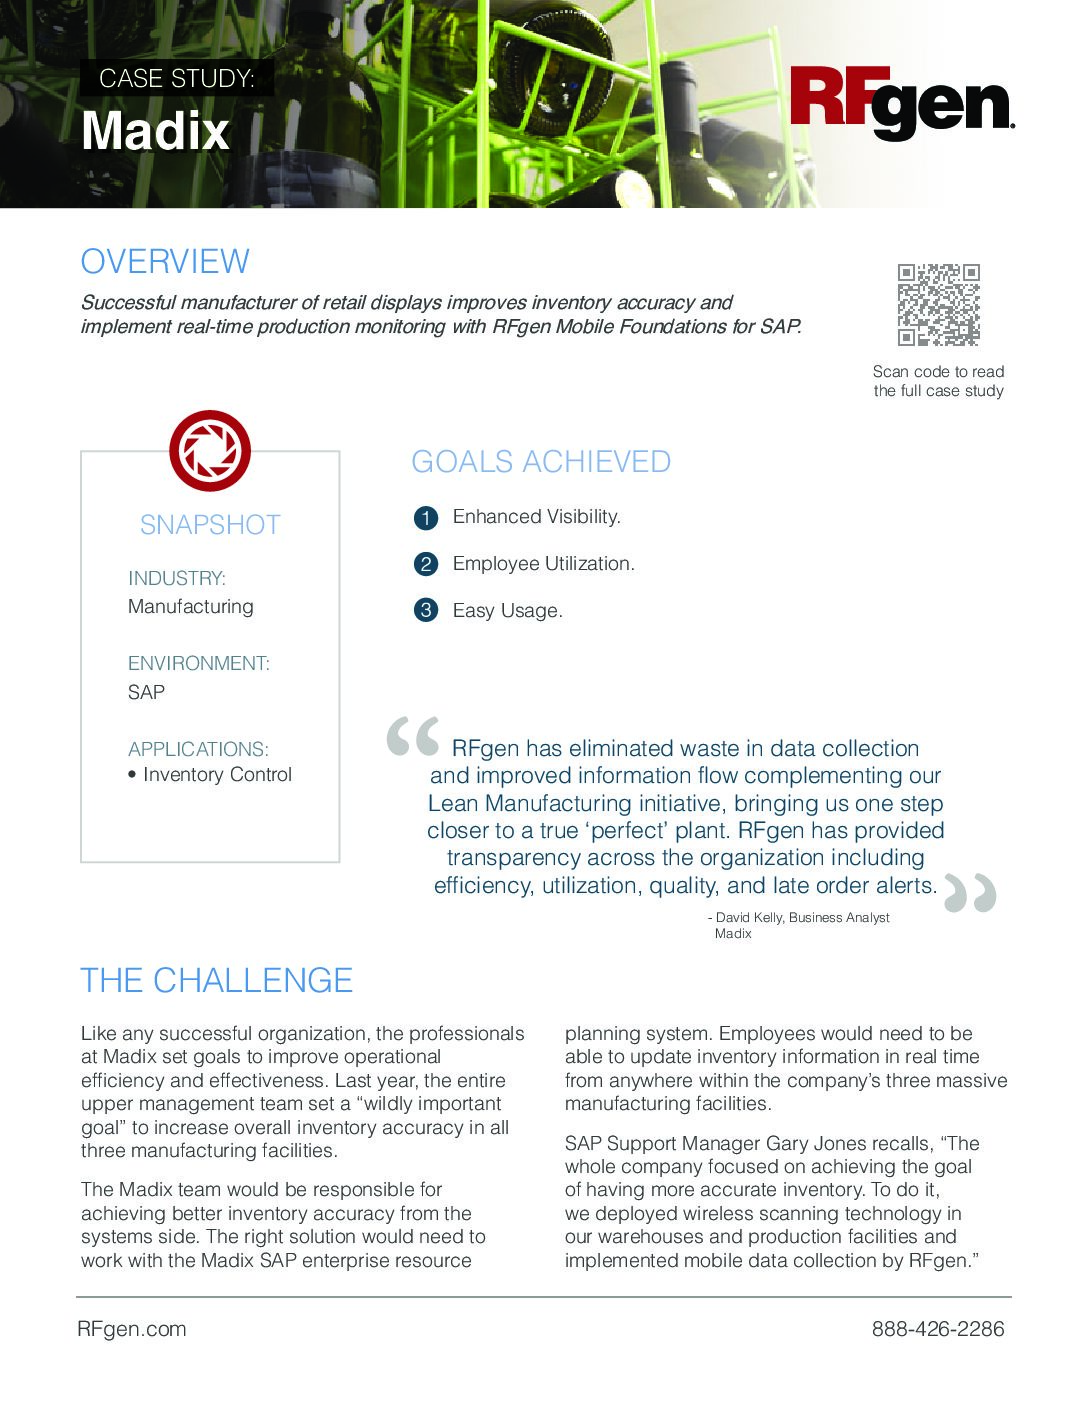 CASE STUDY:
Madix
RFgen.
OVERVIEW
Successful manufacturer of retail displays improves inventory accuracy and
implement real-time production monitoring with RFgen Mobile Foundations for SAP.
Scan code to read
the full case study
SNAPSHOT
INDUSTRY:
Manufacturing
ENVIRONMENT:
SAP
APPLICATIONS:
• Inventory Control
GOALS ACHIEVED
1 Enhanced Visibility.
2 Employee Utilization.
3 Easy Usage.
“ RFgen has eliminated waste in data collection
and improved information flow complementing our
Lean Manufacturing initiative, bringing us one step
closer to a true ‘perfect’ plant. RFgen has provided
transparency across the organization including
efficiency, utilization, quality, and late order alerts. ”
- David Kelly, Business Analyst
Madix
THE CHALLENGE
Like any successful organization, the professionals
at Madix set goals to improve operational
efficiency and effectiveness. Last year, the entire
upper management team set a “wildly important
goal” to increase overall inventory accuracy in all
three manufacturing facilities.
The Madix team would be responsible for
achieving better inventory accuracy from the
systems side. The right solution would need to
work with the Madix SAP enterprise resource
planning system. Employees would need to be
able to update inventory information in real time
from anywhere within the company’s three massive
manufacturing facilities.
SAP Support Manager Gary Jones recalls, “The
whole company focused on achieving the goal
of having more accurate inventory. To do it,
we deployed wireless scanning technology in
our warehouses and production facilities and
implemented mobile data collection by RFgen.”
RFgen.com
888-426-2286